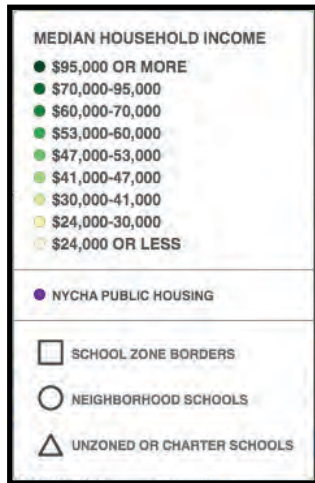 MEDIAN HOUSEHOLD INCOME
$95,000 OR MORE
$70,000-95,000
$60,000-70,000
$53,000-60,000
$47,000-53,000
$41,000-47,000
$30,000-41,000
$24,000-30,000
$24,000 OR LESS
NYCHA PUBLIC HOUSING
SCHOOL ZONE BORDERS
NEIGHBORHOOD SCHOOLS
UNZONED OR CHARTER SCHOOLS